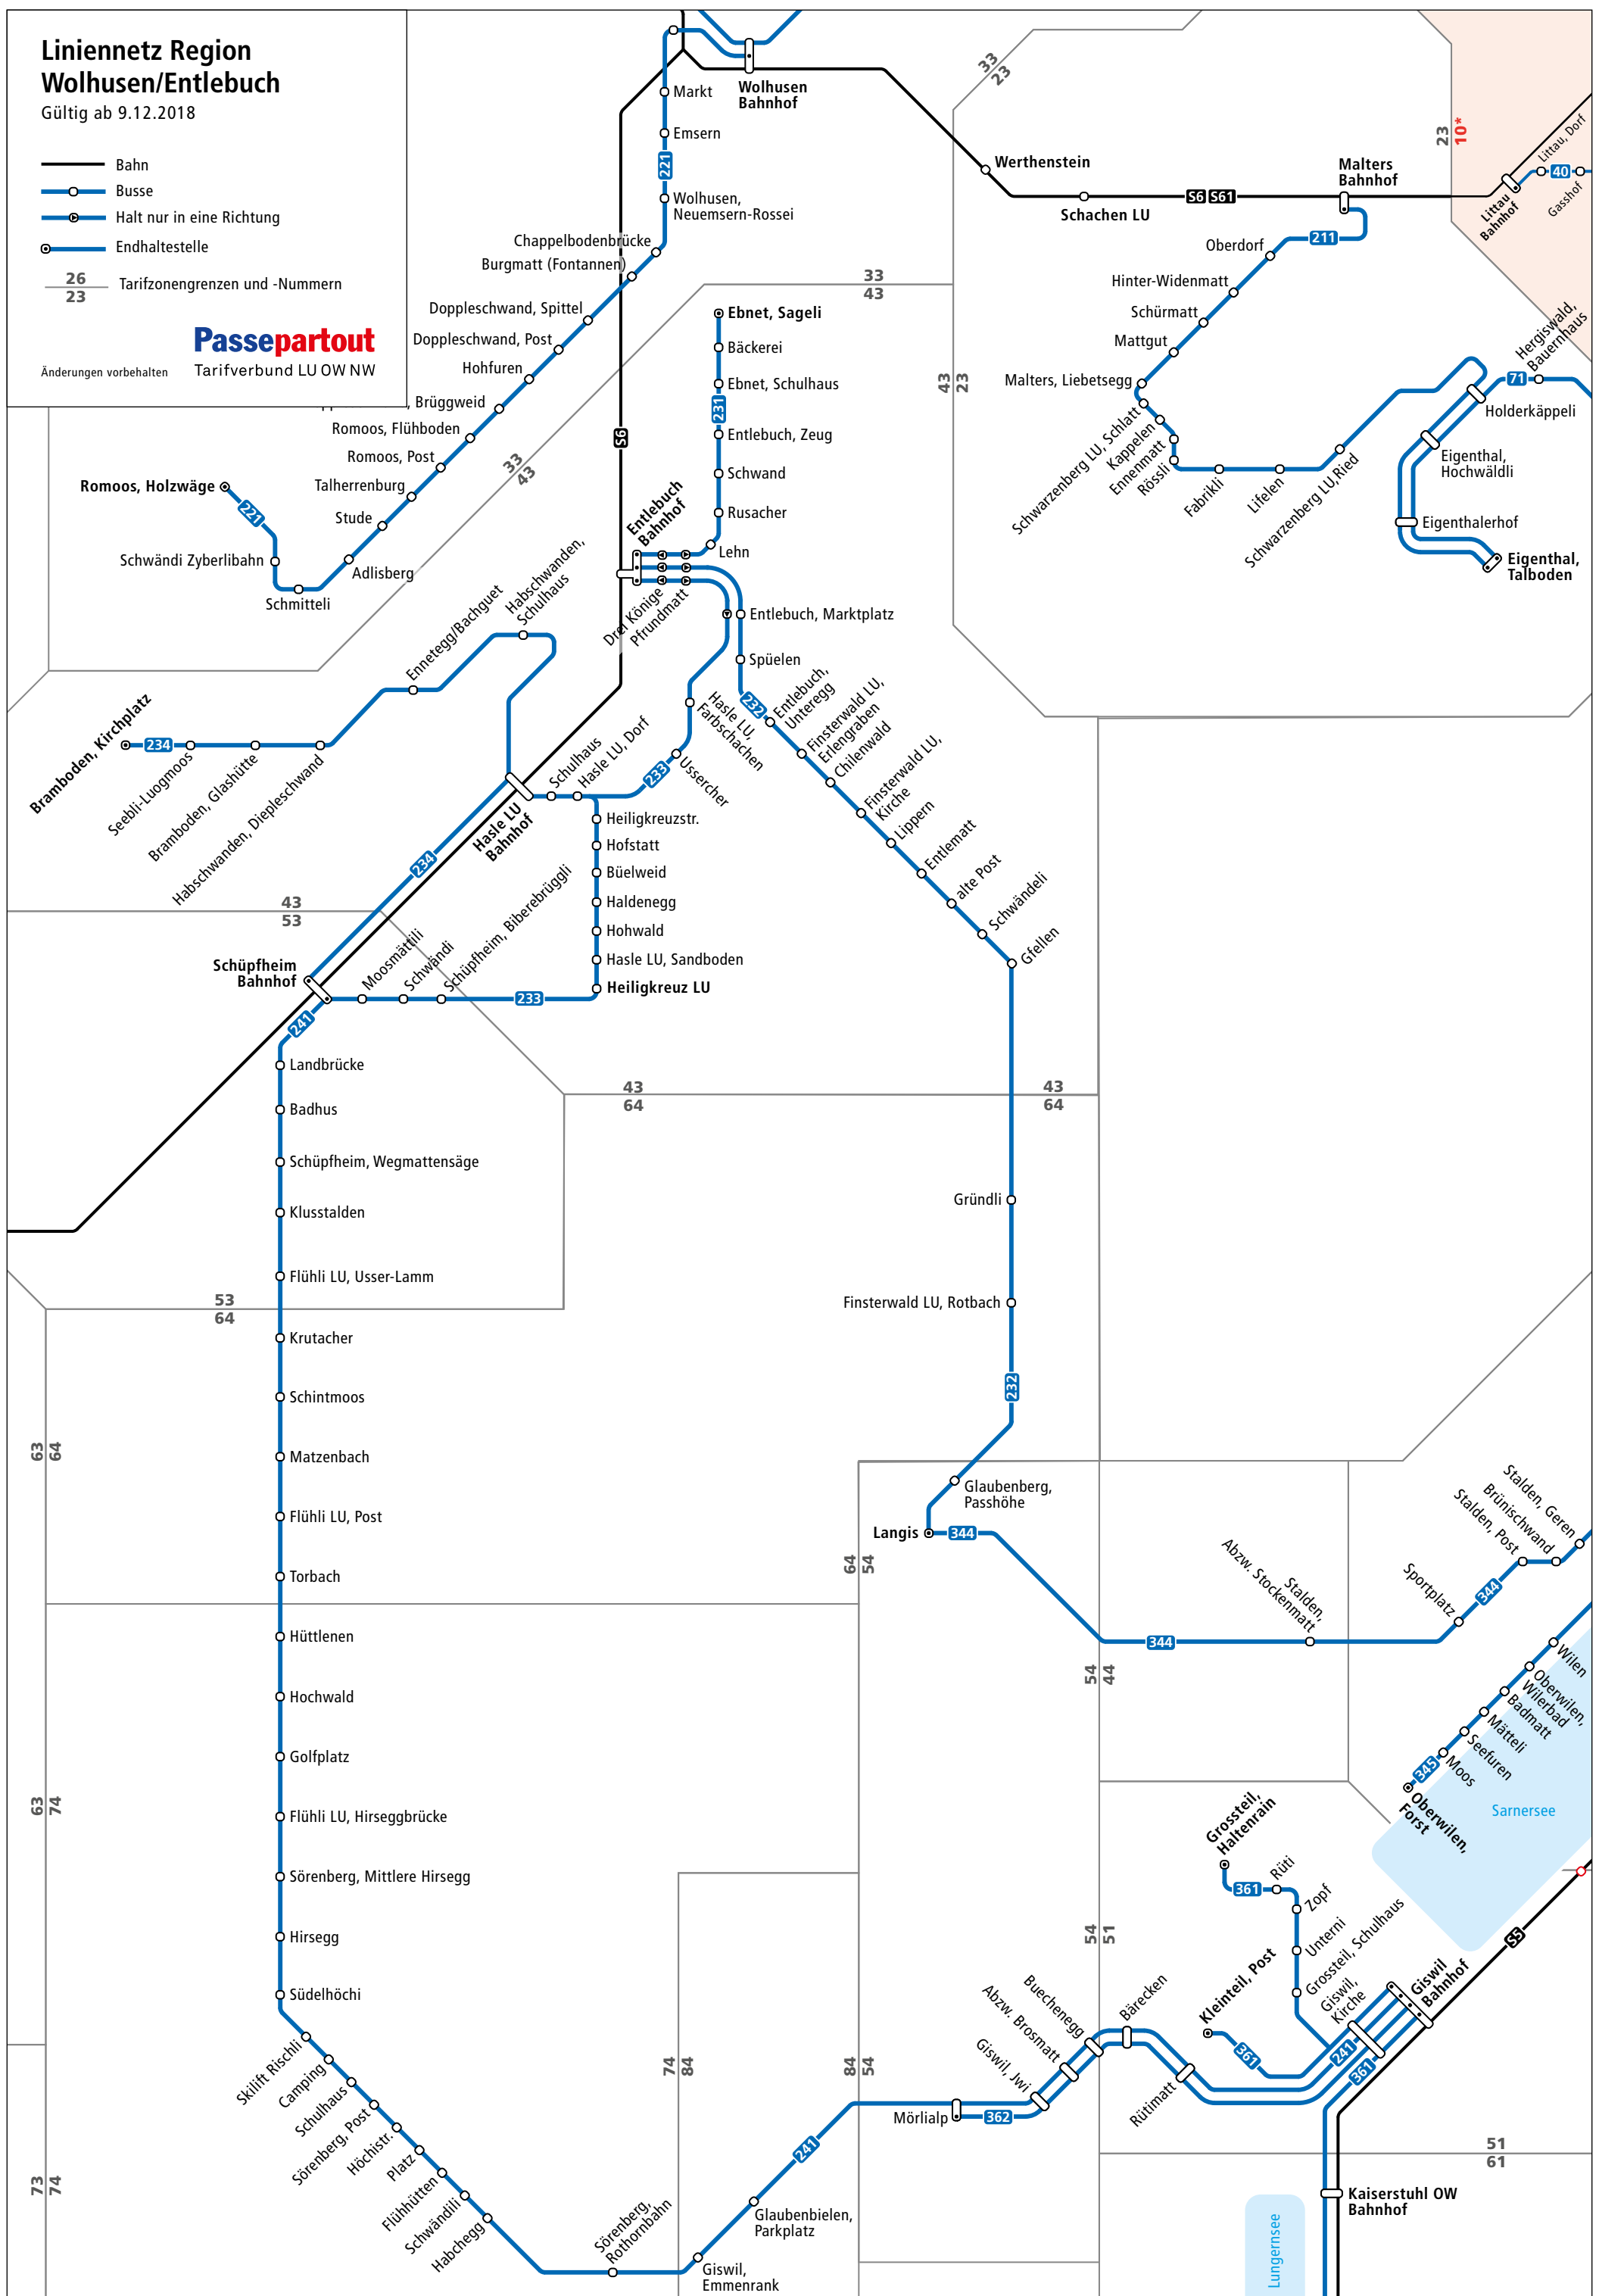 Liniennetz Region
Wolhusen/Entlebuch
Gültig ab 9.12.2018
Bahn
Busse
Halt nur in eine Richtung
Endhaltestelle
26
23
Tarifzonengrenzen und -Nummern
Passepartout
Änderungen vorbehalten
Tarifverbund LU OW NW
Wolhusen
Bahnhof
Markt
Emsern
221
Wolhusen,
Neuemsern-Rossei
Chappelbodenbrücke
Burgmatt (Fontannen)
Doppleschwand, Spittel
Doppleschwand, Post
Hohfuren
, Brüggweid
Romoos, Flühboden
Romoos, Post
Talherrenburg
Stude
Adlisberg
Schmitteli
Schwändi Zyberlibahn
221
Romoos, Holzwäge
33
43
33
43
33
23
43
23
23
10*
Werthenstein
Schachen LU
S6 S61
Malters
Bahnhof
Littau
Bahnhof
Littau, Dorf
40
Gasshof
211
Oberdorf
Hinter-Widenmatt
Schürmatt
Mattgut
Malters, Liebetsegg
Schwarzenberg LU, Schlatt
Kappelen
Ennenmatt
Rössli
Fabrikli
Lifelen
Schwarzenberg LU,Ried
Hergiswald,
Bauernhaus
71
Holderkäppeli
Eigenthal,
Hochwäldli
Eigenthalerhof
Eigenthal,
Talboden
Ebnet, Sageli
Bäckerei
Ebnet, Schulhaus
231
Entlebuch, Zeug
Schwand
Rusacher
Lehn
S6
Entlebuch
Bahnhof
Drei Könige
Pfrundmatt
Entlebuch, Marktplatz
Spüelen
232
Entlebuch,
Unteregg
Finsterwald LU,
Erlengraben
Chilenwald
Finsterwald LU,
Kirche
Lippern
Entlematt
alte Post
Schwändeli
Gfellen
Hasle LU,
Farbschachen
Ussercher
233
Hasle LU, Dorf
Schulhaus
Hasle LU
Bahnhof
Habschwanden,
Schulhaus
Ennetegg/Bachguet
Bramboden, Kirchplatz
234
Seebli-Luogmoos
Bramboden, Glashütte
Habschwanden, Diepleschwand
234
Heiligkreuzstr.
Hofstatt
Büelweid
Haldenegg
Hohwald
Hasle LU, Sandboden
Heiligkreuz LU
233
Schüpfheim, Biberebrüggli
Schwändi
Moosmättili
Schüpfheim
Bahnhof
43
53
43
64
43
64
241
Landbrücke
Badhus
Schüpfheim, Wegmattensäge
Klusstalden
Flühli LU, Usser-Lamm
53
64
Krutacher
Schintmoos
63
64
Matzenbach
Flühli LU, Post
Torbach
Hüttlenen
Hochwald
Golfplatz
63
74
Flühli LU, Hirseggbrücke
Sörenberg, Mittlere Hirsegg
Hirsegg
Südelhöchi
Skilift Rischli
Camping
Schulhaus
Sörenberg, Post
Höchistr.
Platz
Flühhütten
Schwändili
Habchegg
73
74
Sörenberg,
Rothornbahn
Giswil,
Emmenrank
Glaubenbielen,
Parkplatz
241
74
84
84
54
Gründli
Finsterwald LU, Rotbach
232
Glaubenberg,
Passhöhe
Langis
344
64
54
344
54
44
Stalden,
Abzw. Stockenmatt
Sportplatz
344
Stalden, Post
Brünischwand
Stalden, Geren
Wilen
Oberwilen,
Wilerbad
Badmatt
Mätteli
Seefuren
Moos
345
Oberwilen,
Forst
Sarnersee
Grossteil,
Haltenrain
361
Rüti
Zopf
Unterni
Grossteil, Schulhaus
Giswil,
Kirche
Giswil
Bahnhof
S5
Kleinteil, Post
361
241
361
54
51
Mörlialp
362
Giswil, Jwi
Abzw. Brosmatt
Buechenegg
Bärecken
Rütimatt
51
61
Kaiserstuhl OW
Bahnhof
Lungernsee